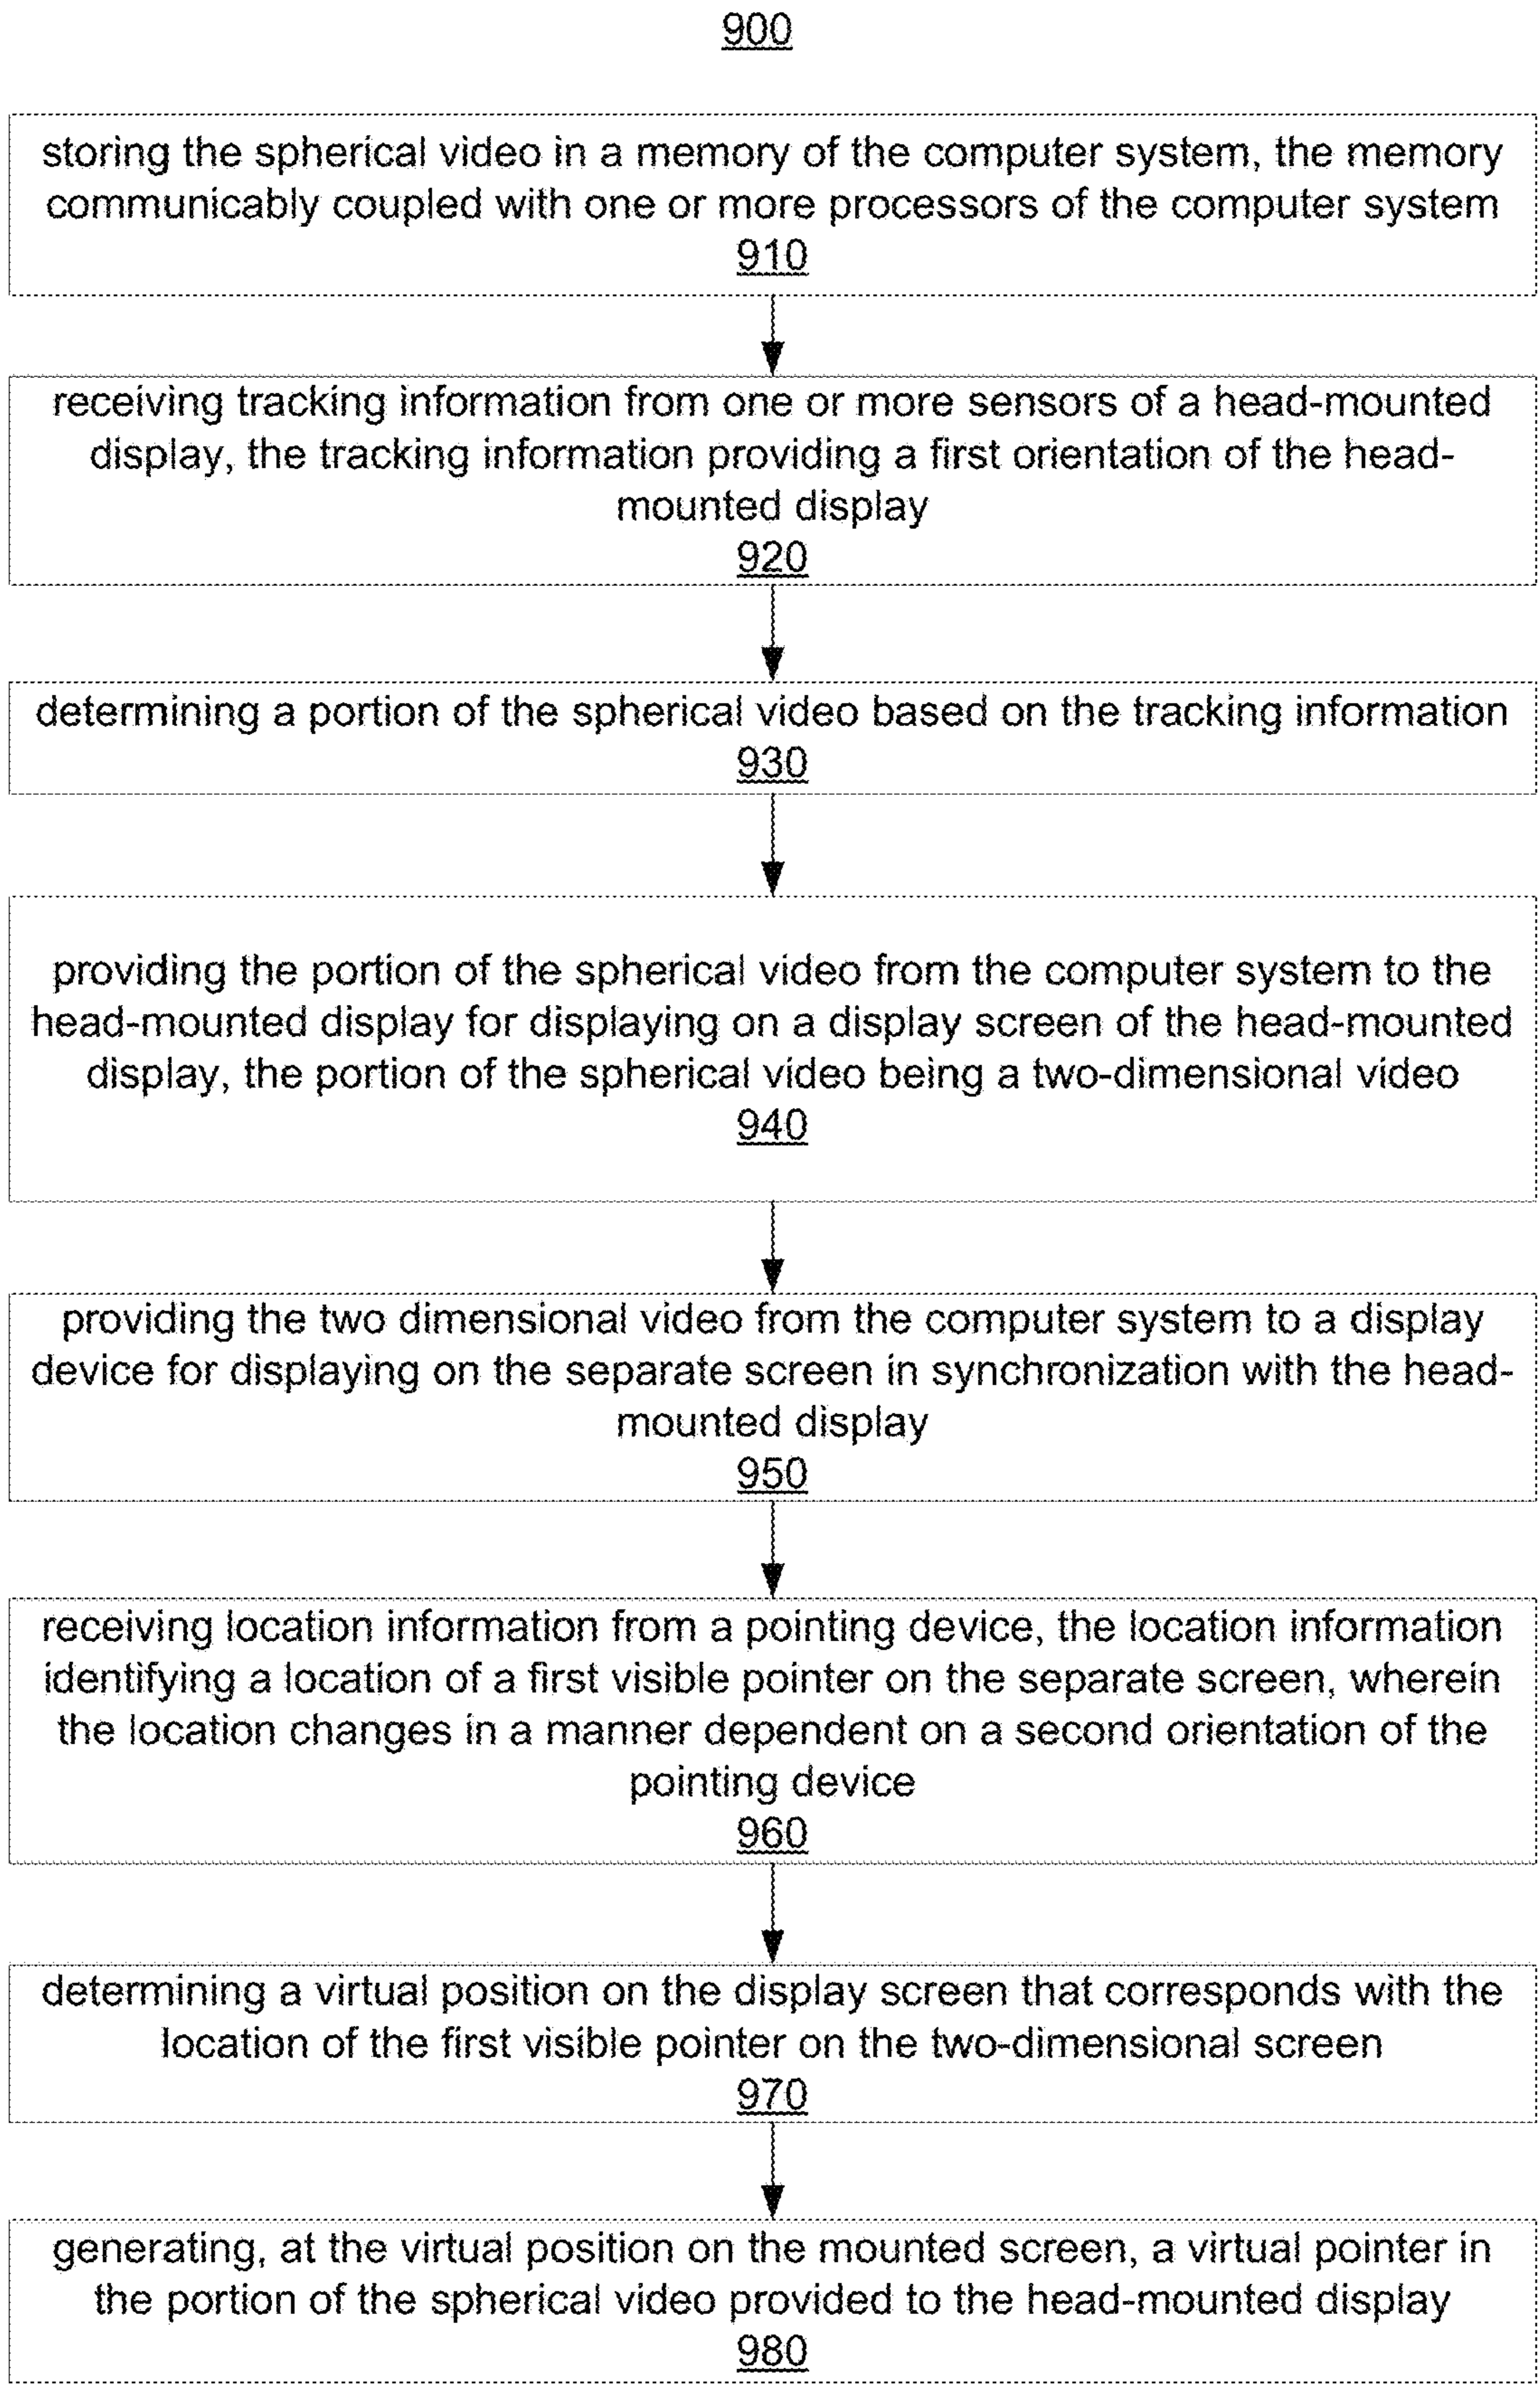 900
storing the spherical video in a memory of the computer system, the memory
communicably coupled with one or more processors of the computer system
910
receiving tracking information from one or more sensors of a head-mounted
display, the tracking information providing a first orientation of the head-
mounted display
920
determining a portion of the spherical video based on the tracking information
930
providing the portion of the spherical video from the computer system to the
head-mounted display for displaying on a display screen of the head-mounted
display, the portion of the spherical video being a two-dimensional video
940
providing the two dimensional video from the computer system to a display
device for displaying on the separate screen in synchronization with the head-
mounted display
950
receiving location information from a pointing device, the location information
identifying a location of a first visible pointer on the separate screen, wherein
the location changes in a manner dependent on a second orientation of the
pointing device
960
determining a virtual position on the display screen that corresponds with the
location of the first visible pointer on the two-dimensional screen
970
generating, at the virtual position on the mounted screen, a virtual pointer in
the portion of the spherical video provided to the head-mounted display
980